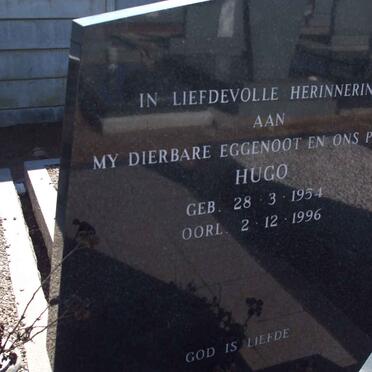 IN LIEFDEVOLLE HERINNERIN
AAN
MY DIERBARE EGGENOOT EN ONS P
HUGO
GEB. 28 · 3 · 1954
OORL. 2 · 12 · 1996
GOD IS LIEFDE